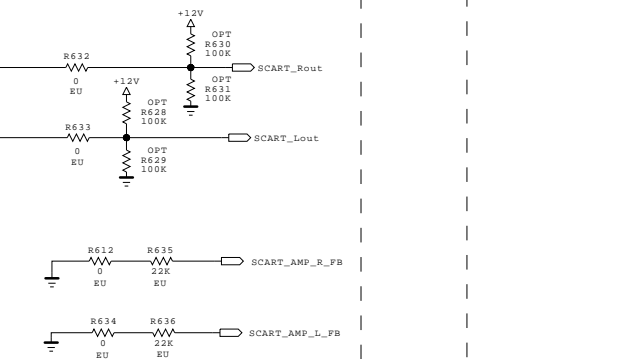 +12V
OPT
R630
100K
R632
0
EU
SCART_Rout
OPT
R631
100K
+12V
OPT
R628
100K
R633
0
EU
SCART_Lout
OPT
R629
100K
R612
0
EU
R635
22K
EU
SCART_AMP_R_FB
R634
0
EU
R636
22K
EU
SCART_AMP_L_FB